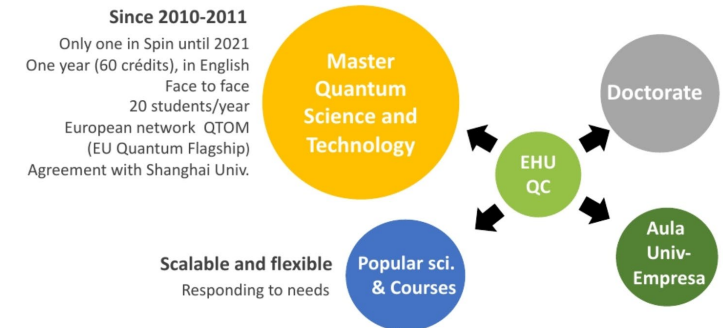 Since 2010-2011
Only one in Spin until 2021
One year (60 crédits), in English
Face to face
20 students/year
European network QTOM
(EU Quantum Flagship)
Agreement with Shanghai Univ.
Master
Quantum
Science and
Technology
Doctorate
EHU
QC
Scalable and flexible
Responding to needs
Popular sci.
& Courses
Aula
Univ-
Empresa